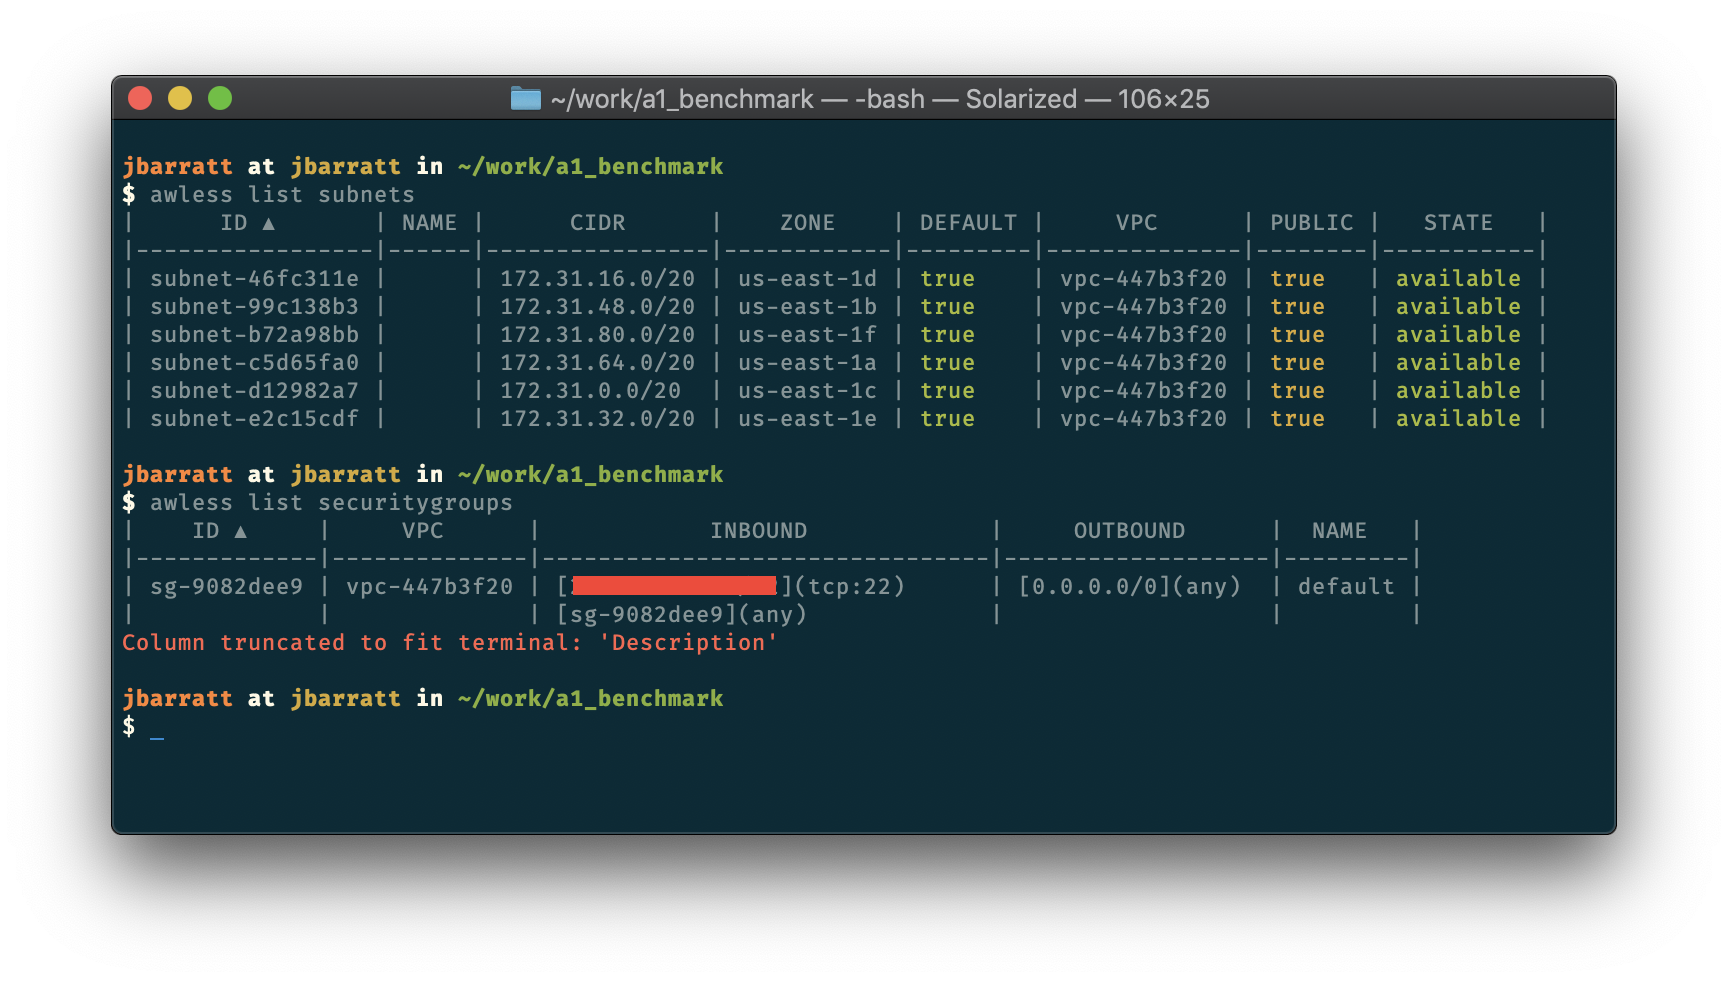 ~/work/a1_benchmark — -bash — Solarized — 106×25
jbarratt at jbarratt in ~/work/a1_benchmark
$ awless list subnets
| ID ▲ | NAME | CIDR | ZONE | DEFAULT | VPC | PUBLIC | STATE |
|-----------------|------|----------------|------------|---------|--------------|--------|-----------|
| subnet-46fc311e | | 172.31.16.0/20 | us-east-1d | true | vpc-447b3f20 | true | available |
| subnet-99c138b3 | | 172.31.48.0/20 | us-east-1b | true | vpc-447b3f20 | true | available |
| subnet-b72a98bb | | 172.31.80.0/20 | us-east-1f | true | vpc-447b3f20 | true | available |
| subnet-c5d65fa0 | | 172.31.64.0/20 | us-east-1a | true | vpc-447b3f20 | true | available |
| subnet-d12982a7 | | 172.31.0.0/20 | us-east-1c | true | vpc-447b3f20 | true | available |
| subnet-e2c15cdf | | 172.31.32.0/20 | us-east-1e | true | vpc-447b3f20 | true | available |
jbarratt at jbarratt in ~/work/a1_benchmark
$ awless list securitygroups
| ID ▲ | VPC | INBOUND | OUTBOUND | NAME |
|-------------|--------------|--------------------------------|-------------------|---------|
| sg-9082dee9 | vpc-447b3f20 | [](tcp:22) | [0.0.0.0/0](any) | default |
| | | [sg-9082dee9](any) | | |
Column truncated to fit terminal: 'Description'
jbarratt at jbarratt in ~/work/a1_benchmark
$ _